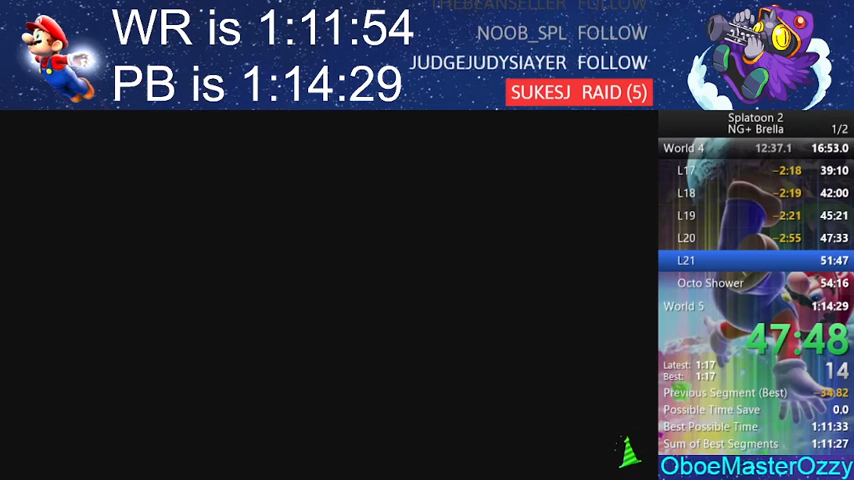 WR is 1:11:54
PB is 1:14:29
THEBEANSELLER FOLLOW
NOOB_SPL FOLLOW
JUDGEJUDYSIAYER FOLLOW
SUKESJ RAID (5)
Splatoon 2
NG+ Brella 1/2
World 4 12:37.1 16:53.0
L17 −2:18 39:10
L18 −2:19 42:00
L19 −2:21 45:21
L20 −2:55 47:33
L21 51:47
Octo Shower 54:16
World 5 1:14:29
47:48
Latest: 1:17
Best: 1:17
14
Previous Segment (Best) −34.82
Possible Time Save 0.0
Best Possible Time 1:11:33
Sum of Best Segments 1:11:27
OboeMasterOzzy